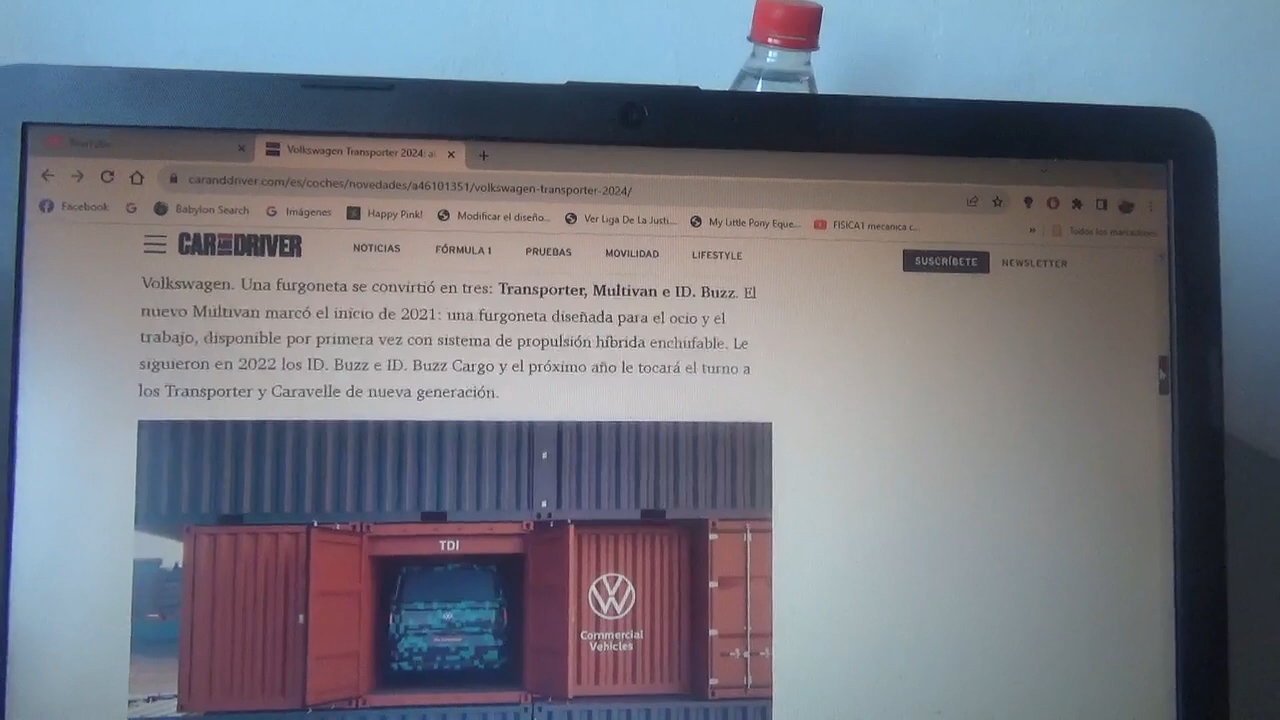 YouTube
Volkswagen Transporter 2024: a
caranddriver.com/es/coches/novedades/a46101351/volkswagen-transporter-2024/
Facebook
Babylon Search
Imágenes
Happy Pink!
Modificar el diseño...
Ver Liga De La Justi...
My Little Pony Eque...
FISICA1 mecanica c...
»
Todos los marcadores
CAR AND DRIVER
NOTICIAS
FÓRMULA 1
PRUEBAS
MOVILIDAD
LIFESTYLE
SUSCRÍBETE
NEWSLETTER
Volkswagen. Una furgoneta se convirtió en tres: Transporter, Multivan e ID. Buzz. El
nuevo Multivan marcó el inicio de 2021: una furgoneta diseñada para el ocio y el
trabajo, disponible por primera vez con sistema de propulsión híbrida enchufable. Le
siguieron en 2022 los ID. Buzz e ID. Buzz Cargo y el próximo año le tocará el turno a
los Transporter y Caravelle de nueva generación.
TDI
Commercial
Vehicles